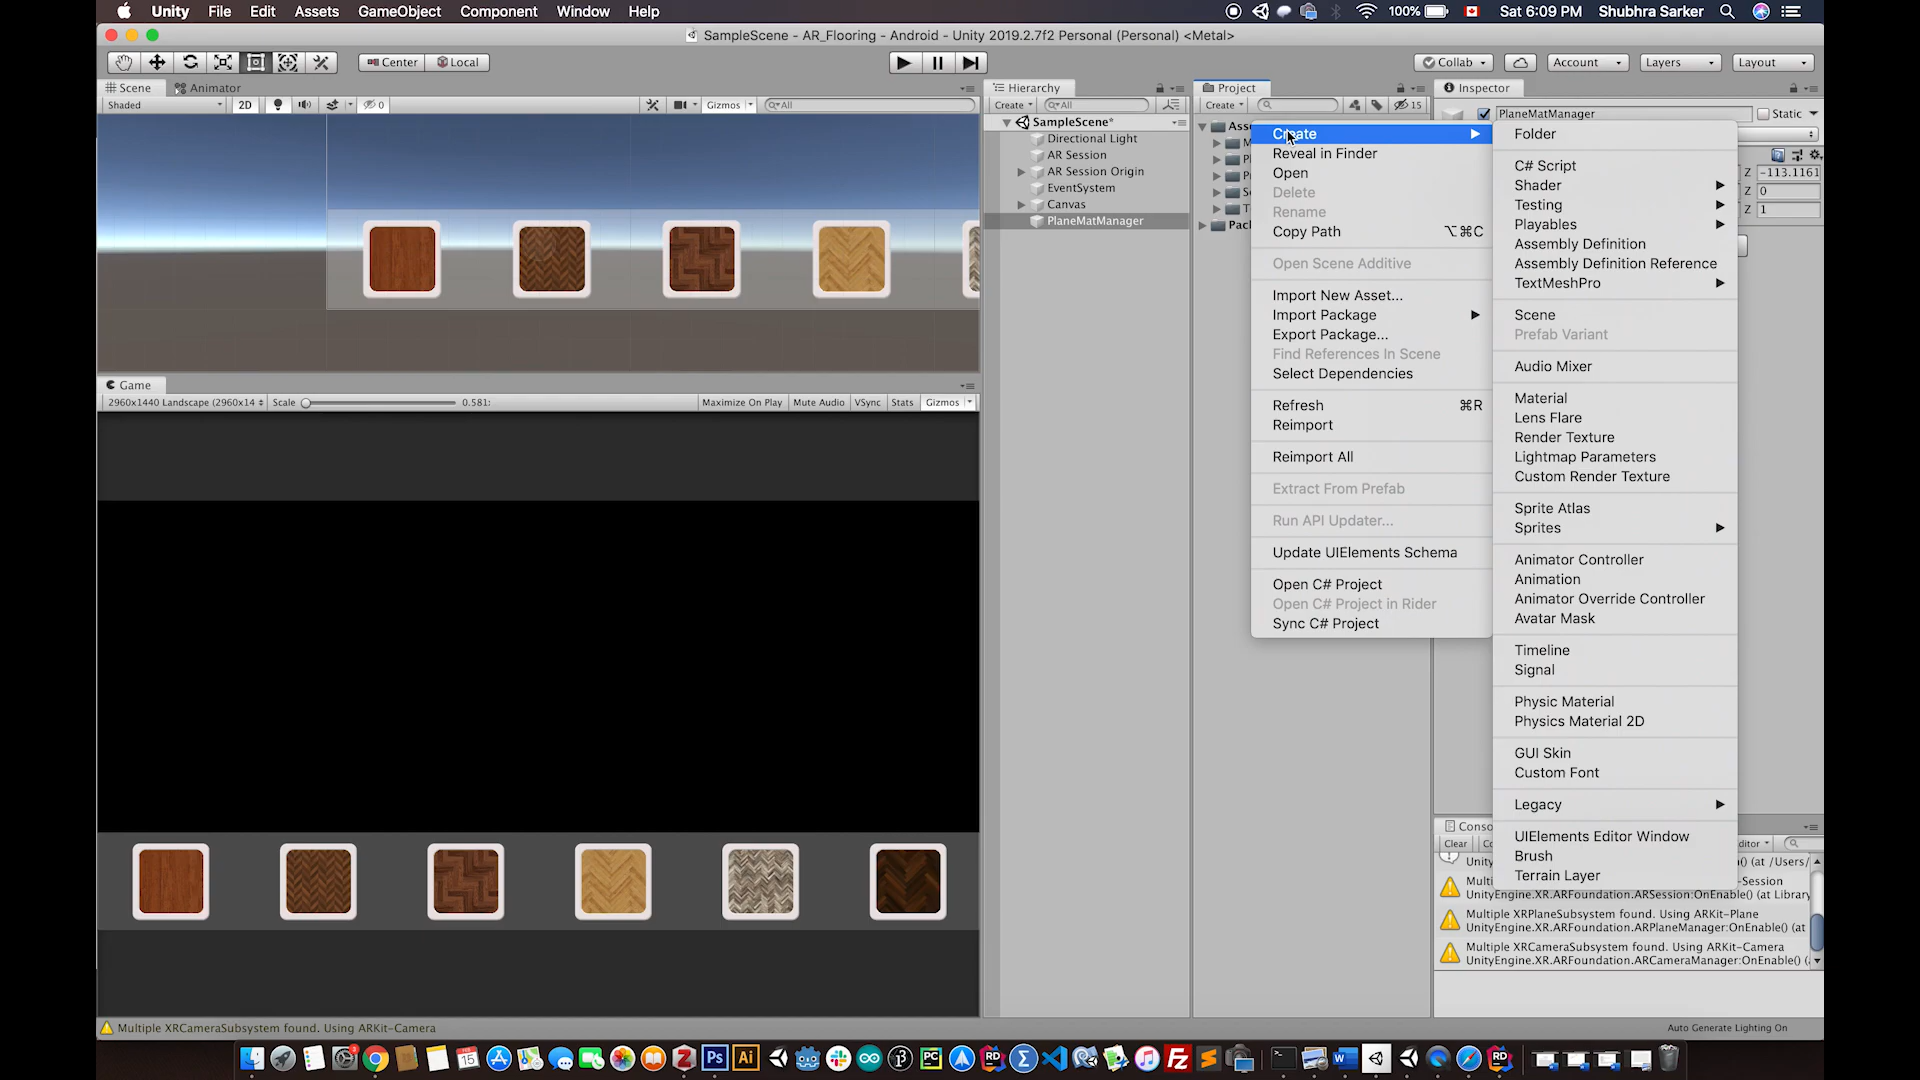 Unity File Edit Assets GameObject Component Window Help 100% Sat 6:09 PM Shubhra Sarker
SampleScene - AR_Flooring - Android - Unity 2019.2.7f2 Personal (Personal) <Metal>
Center Local Collab Account Layers Layout
Scene Animator Hierarchy Project Inspector
Shaded 2D 0 Gizmos All Create All Create 15 PlaneMatManager Static
SampleScene*
Directional Light
AR Session
AR Session Origin
EventSystem
Canvas
PlaneMatManager
Create
Reveal in Finder
Open
Delete
Rename
Copy Path ⌥⌘C
Open Scene Additive
Import New Asset...
Import Package
Export Package...
Find References In Scene
Select Dependencies
Refresh ⌘R
Reimport
Reimport All
Extract From Prefab
Run API Updater...
Update UIElements Schema
Open C# Project
Open C# Project in Rider
Sync C# Project
Folder
C# Script
Shader
Testing
Playables
Assembly Definition
Assembly Definition Reference
TextMeshPro
Scene
Prefab Variant
Audio Mixer
Material
Lens Flare
Render Texture
Lightmap Parameters
Custom Render Texture
Sprite Atlas
Sprites
Animator Controller
Animation
Animator Override Controller
Avatar Mask
Timeline
Signal
Physic Material
Physics Material 2D
GUI Skin
Custom Font
Legacy
UIElements Editor Window
Brush
Terrain Layer
Z -113.1161
Z 0
Z 1
Game
2960x1440 Landscape (2960x14 Scale 0.581: Maximize On Play Mute Audio VSync Stats Gizmos
Clear
UnityEngine.XR.ARFoundation.ARSession:OnEnable() (at Library
Multiple XRPlaneSubsystem found. Using ARKit-Plane
UnityEngine.XR.ARFoundation.ARPlaneManager:OnEnable() (at
Multiple XRCameraSubsystem found. Using ARKit-Camera
UnityEngine.XR.ARFoundation.ARCameraManager:OnEnable() (
Multiple XRCameraSubsystem found. Using ARKit-Camera Auto Generate Lighting On